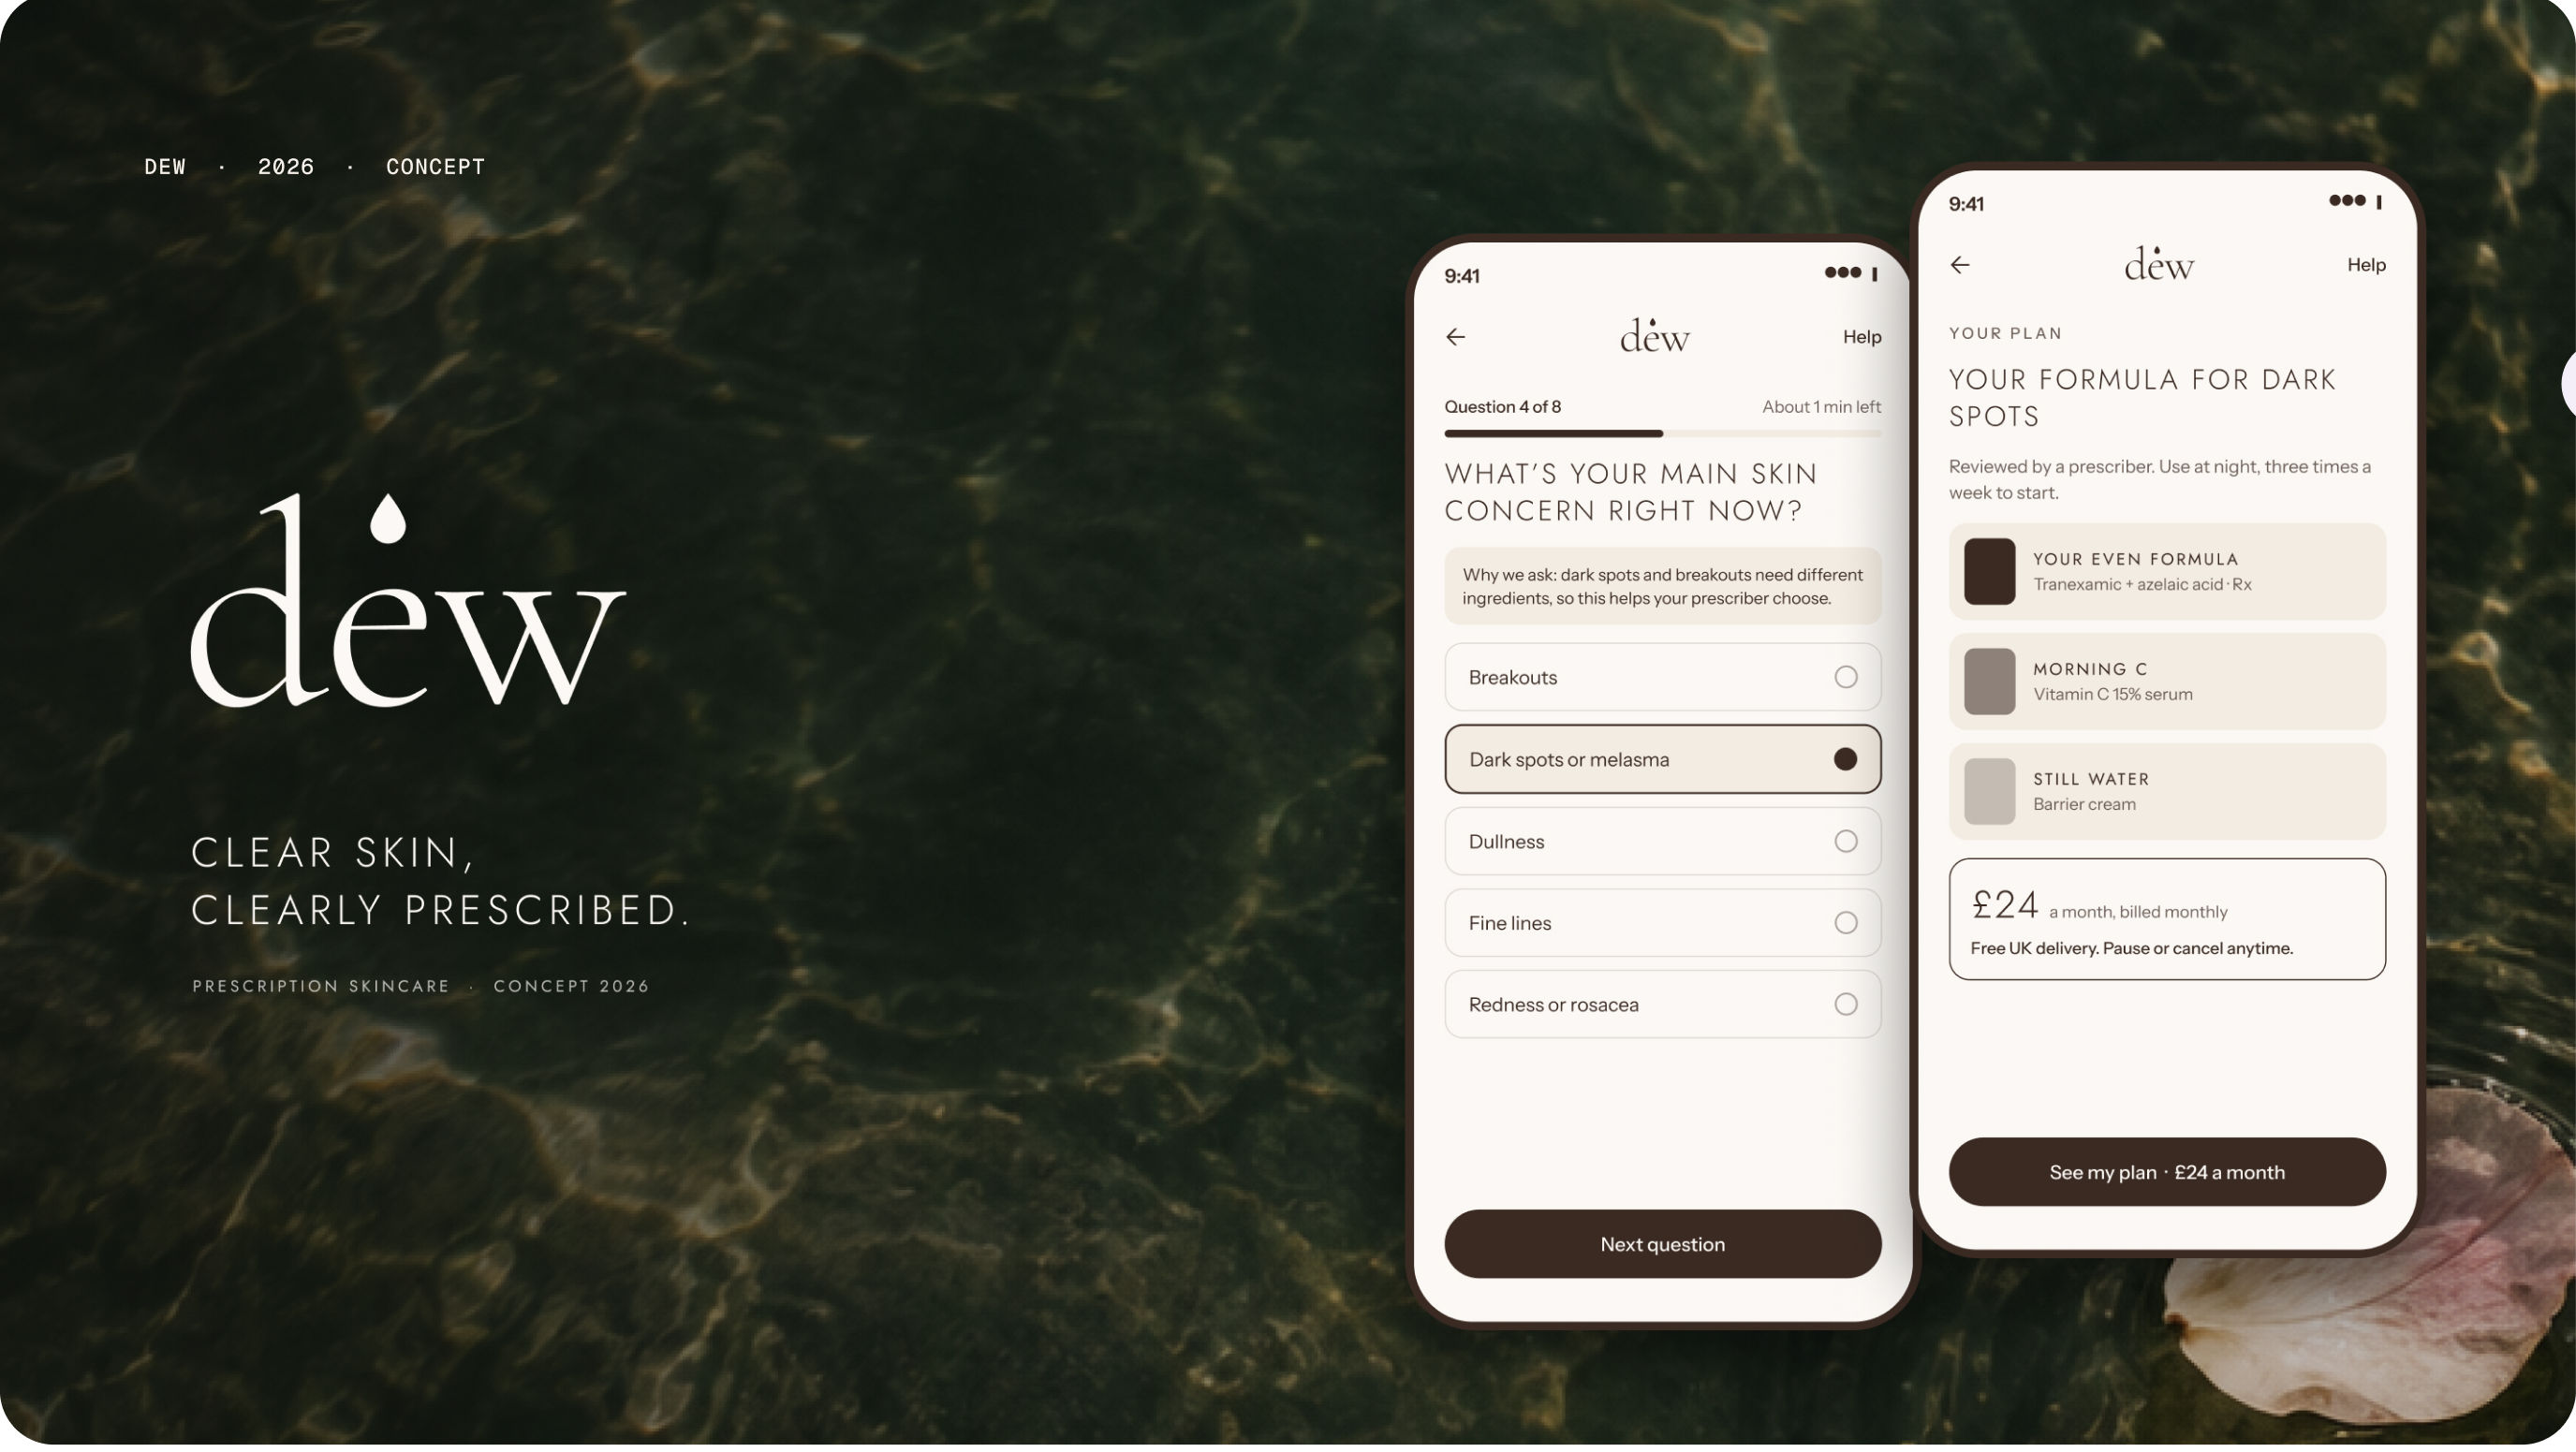 DEW · 2026 · CONCEPT
dew
CLEAR SKIN,
CLEARLY PRESCRIBED.
PRESCRIPTION SKINCARE · CONCEPT 2026
9:41
dew
Help
Question 4 of 8
About 1 min left
WHAT’S YOUR MAIN SKIN
CONCERN RIGHT NOW?
Why we ask: dark spots and breakouts need different
ingredients, so this helps your prescriber choose.
Breakouts
Dark spots or melasma
Dullness
Fine lines
Redness or rosacea
Next question
9:41
dew
Help
YOUR PLAN
YOUR FORMULA FOR DARK
SPOTS
Reviewed by a prescriber. Use at night, three times a
week to start.
YOUR EVEN FORMULA
Tranexamic + azelaic acid · Rx
MORNING C
Vitamin C 15% serum
STILL WATER
Barrier cream
£24 a month, billed monthly
Free UK delivery. Pause or cancel anytime.
See my plan · £24 a month